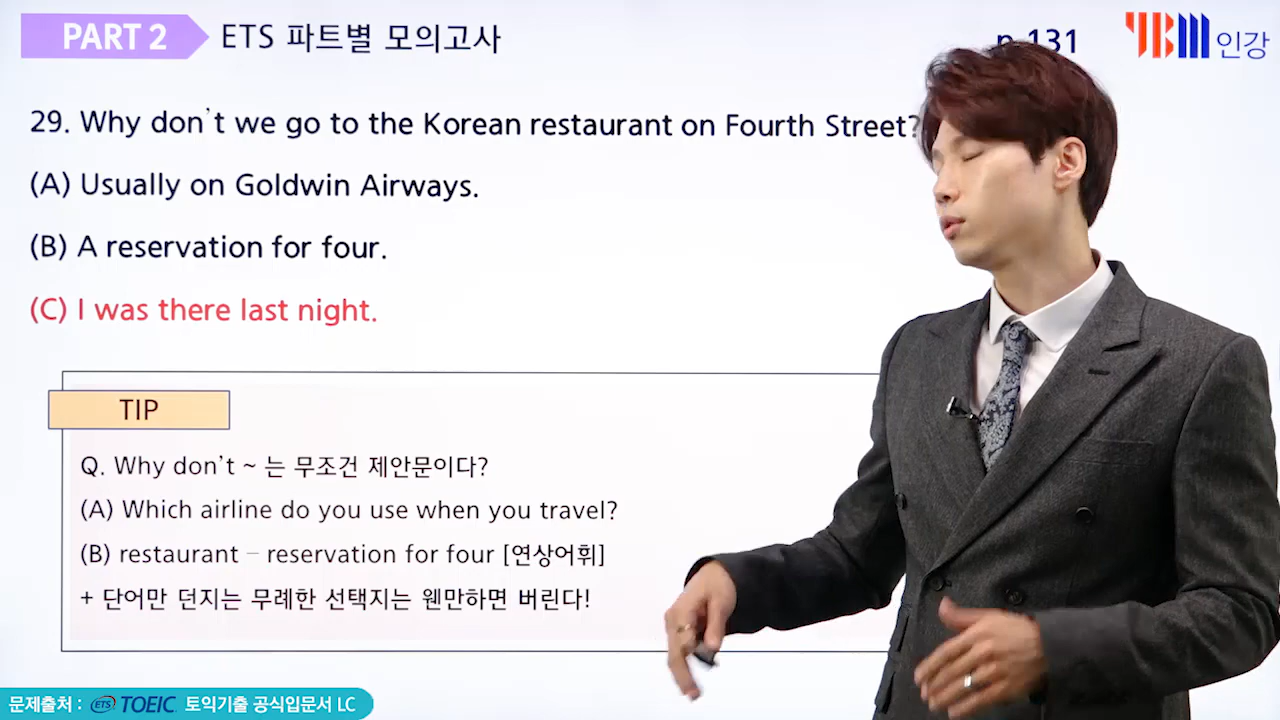 PART 2 ETS 파트별 모의고사
p.131
YBM 인강
29. Why don't we go to the Korean restaurant on Fourth Street?
(A) Usually on Goldwin Airways.
(B) A reservation for four.
(C) I was there last night.
TIP
Q. Why don't ~ 는 무조건 제안문이다?
(A) Which airline do you use when you travel?
(B) restaurant – reservation for four [연상어휘]
+ 단어만 던지는 무례한 선택지는 웬만하면 버린다!
문제출처 : ETS TOEIC 토익기출 공식입문서 LC